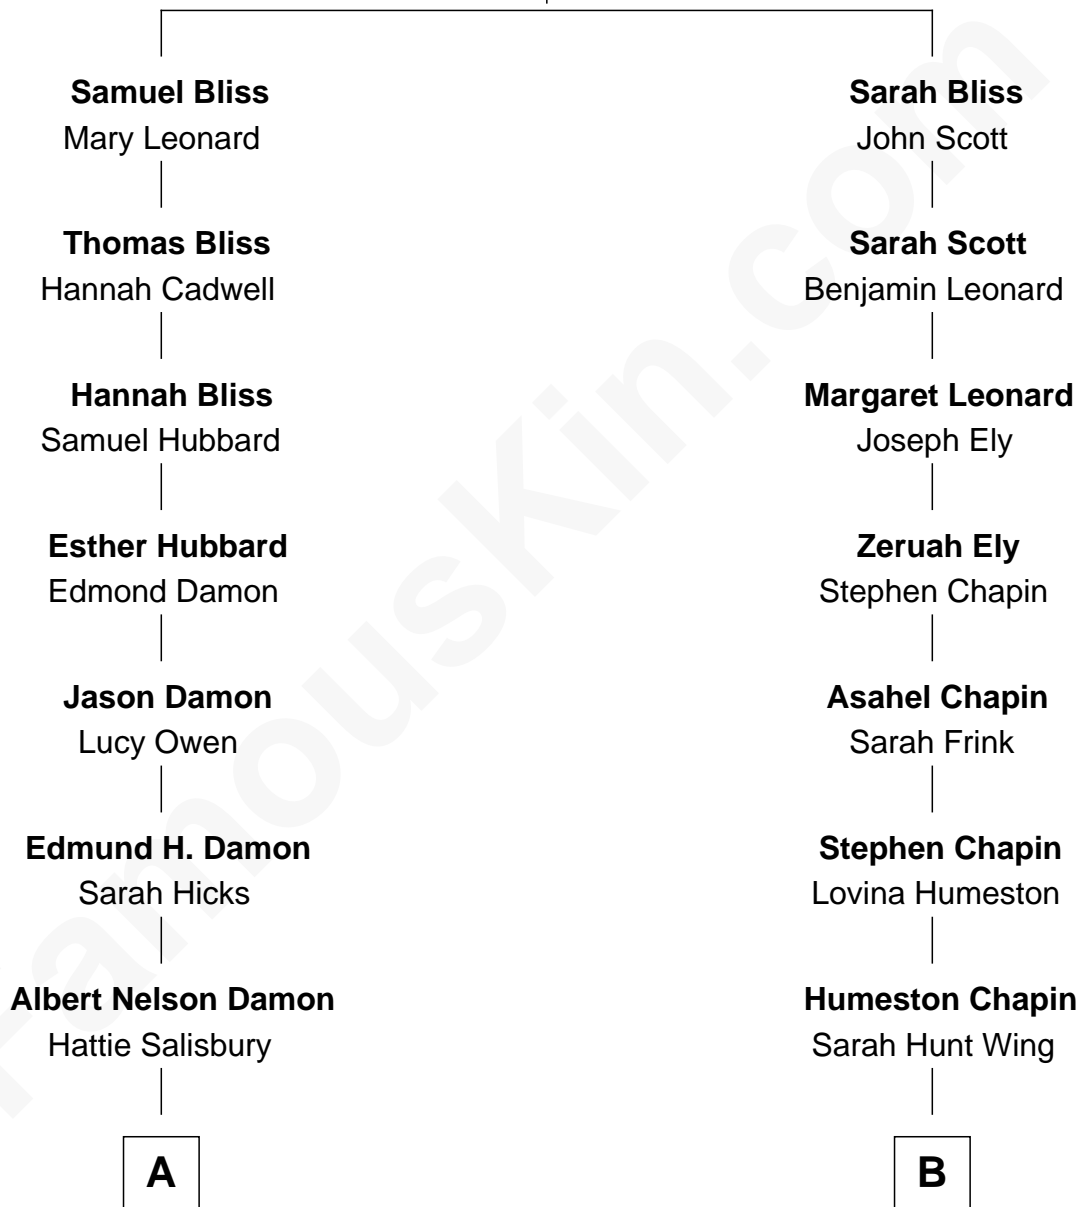 Samuel Bliss
Mary Leonard
Thomas Bliss
Hannah Cadwell
Hannah Bliss
Samuel Hubbard
Esther Hubbard
Edmond Damon
Jason Damon
Lucy Owen
Edmund H. Damon
Sarah Hicks
Albert Nelson Damon
Hattie Salisbury
A
Sarah Bliss
John Scott
Sarah Scott
Benjamin Leonard
Margaret Leonard
Joseph Ely
Zeruah Ely
Stephen Chapin
Asahel Chapin
Sarah Frink
Stephen Chapin
Lovina Humeston
Humeston Chapin
Sarah Hunt Wing
B
FamousKin.com